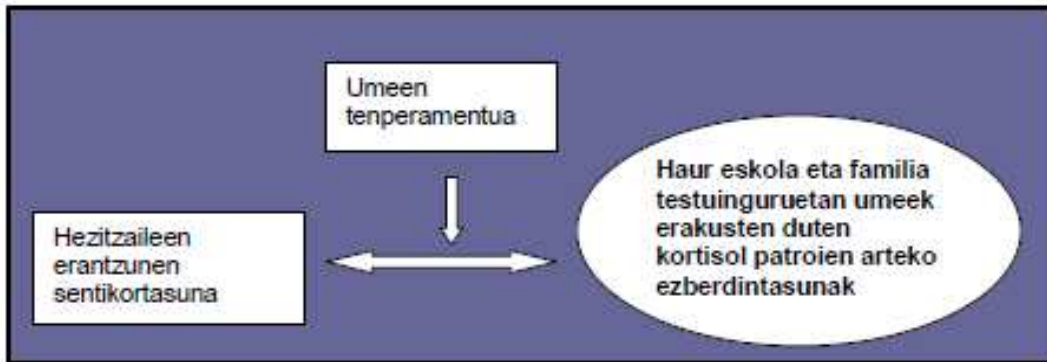 Umeen
tenperamentua
Haur eskola eta familia
testuinguruetan umeek
erakusten duten
kortisol patroien arteko
ezberdintasunak
Hezitzaileen
erantzunen
sentikortasuna